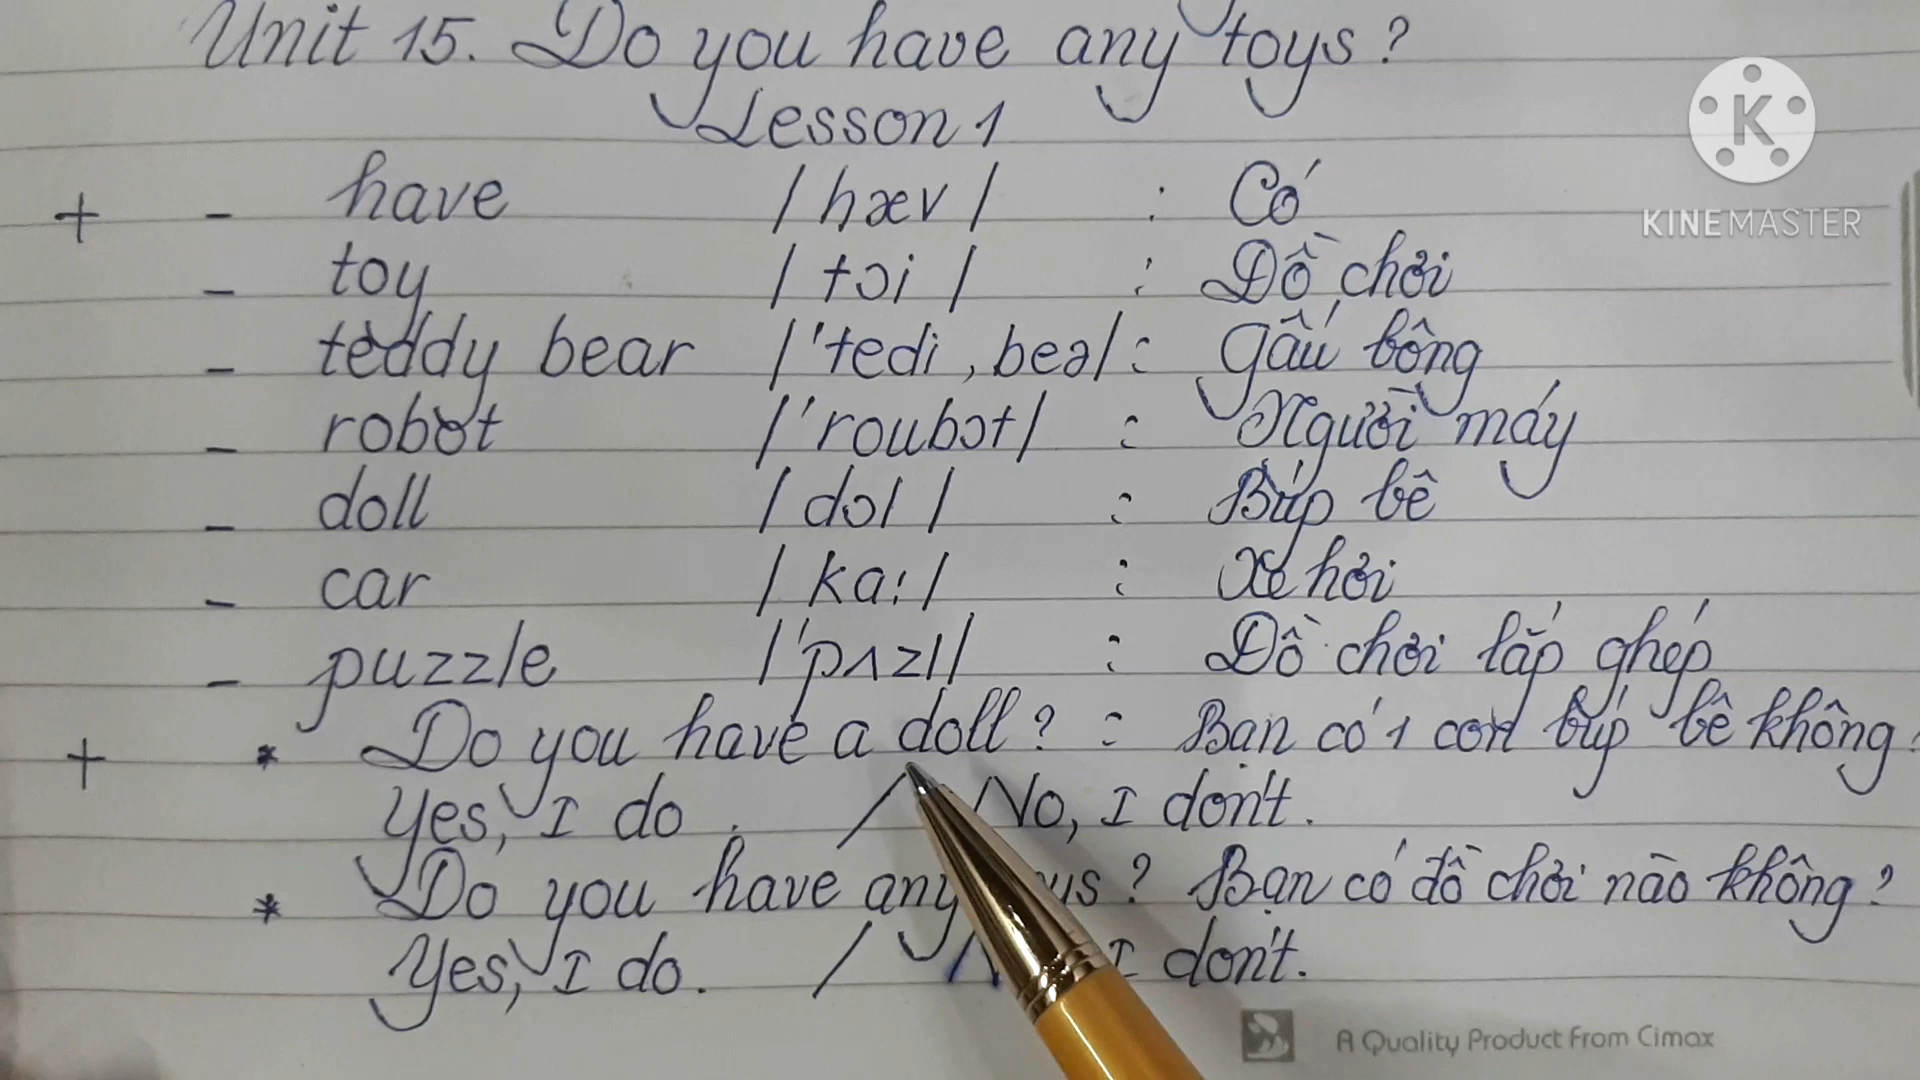 Unit 15. Do you have any toys?
Lesson 1
+ - have /hæv/ : Có
- toy /tɔi/ : Đồ chơi
- teddy bear /'tedi ,beə/ : gấu bông
- robot /'roubɔt/ : Người máy
- doll /dɔl/ : Búp bê
- car /ka:/ : Xe hơi
- puzzle /'pʌzl/ : Đồ chơi lắp ghép
+ * Do you have a doll? : Bạn có 1 con búp bê không?
Yes, I do. / No, I don't.
* Do you have any ? Bạn có đồ chơi nào không?
Yes, I do. / I don't.
A Quality Product From Cimax
K
KINEMASTER